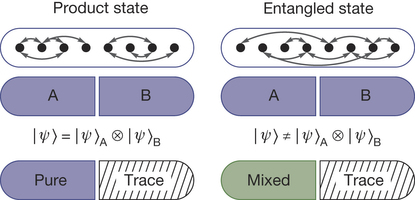 Product state
Entangled state
A B
A B
|ψ⟩ = |ψ⟩A ⊗ |ψ⟩B
|ψ⟩ ≠ |ψ⟩A ⊗ |ψ⟩B
Pure Trace
Mixed Trace